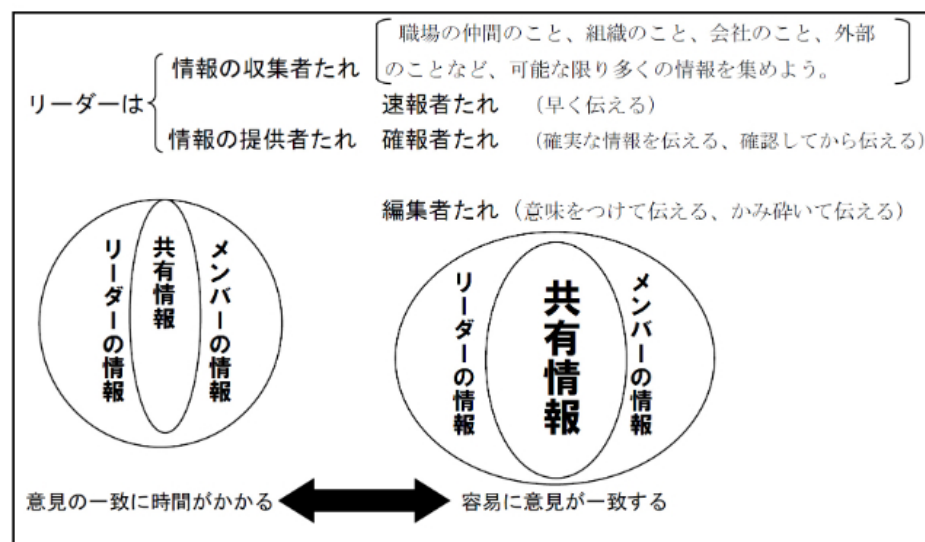 職場の仲間のこと、組織のこと、会社のこと、外部
のことなど、可能な限り多くの情報を集めよう。
情報の収集者たれ
リーダーは
速報者たれ （早く伝える）
情報の提供者たれ 確報者たれ （確実な情報を伝える、確認してから伝える）
編集者たれ（意味をつけて伝える、かみ砕いて伝える）
リーダーの情報
共有情報
メンバーの情報
リーダーの情報
共有情報
メンバーの情報
意見の一致に時間がかかる
容易に意見が一致する